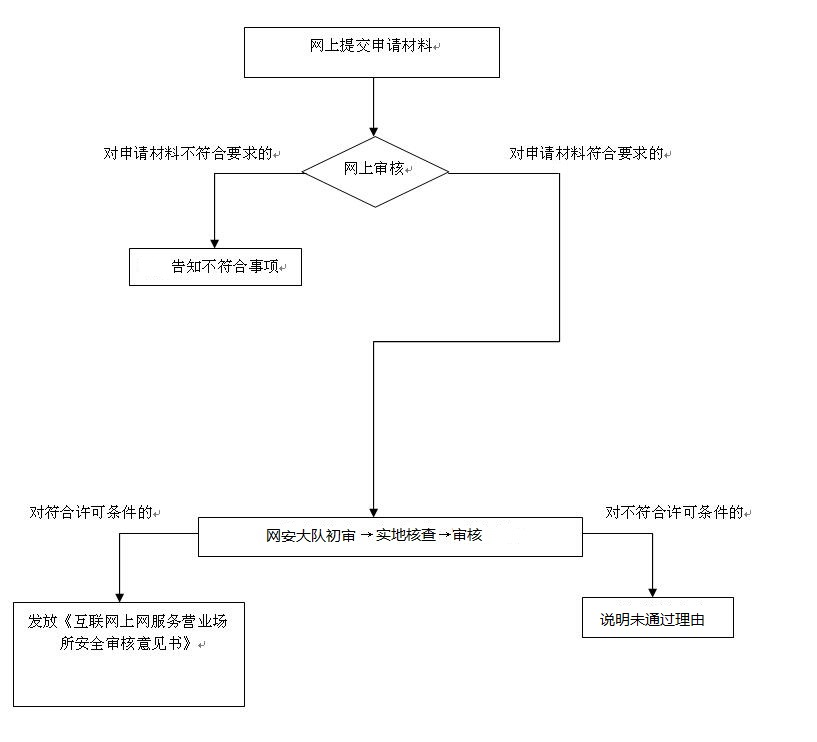 网上提交申请材料
对申请材料不符合要求的
网上审核
对申请材料符合要求的
告知不符合事项
对符合许可条件的
网安大队初审→实地核查→审核
对不符合许可条件的
发放《互联网上网服务营业场
所安全审核意见书》
说明未通过理由